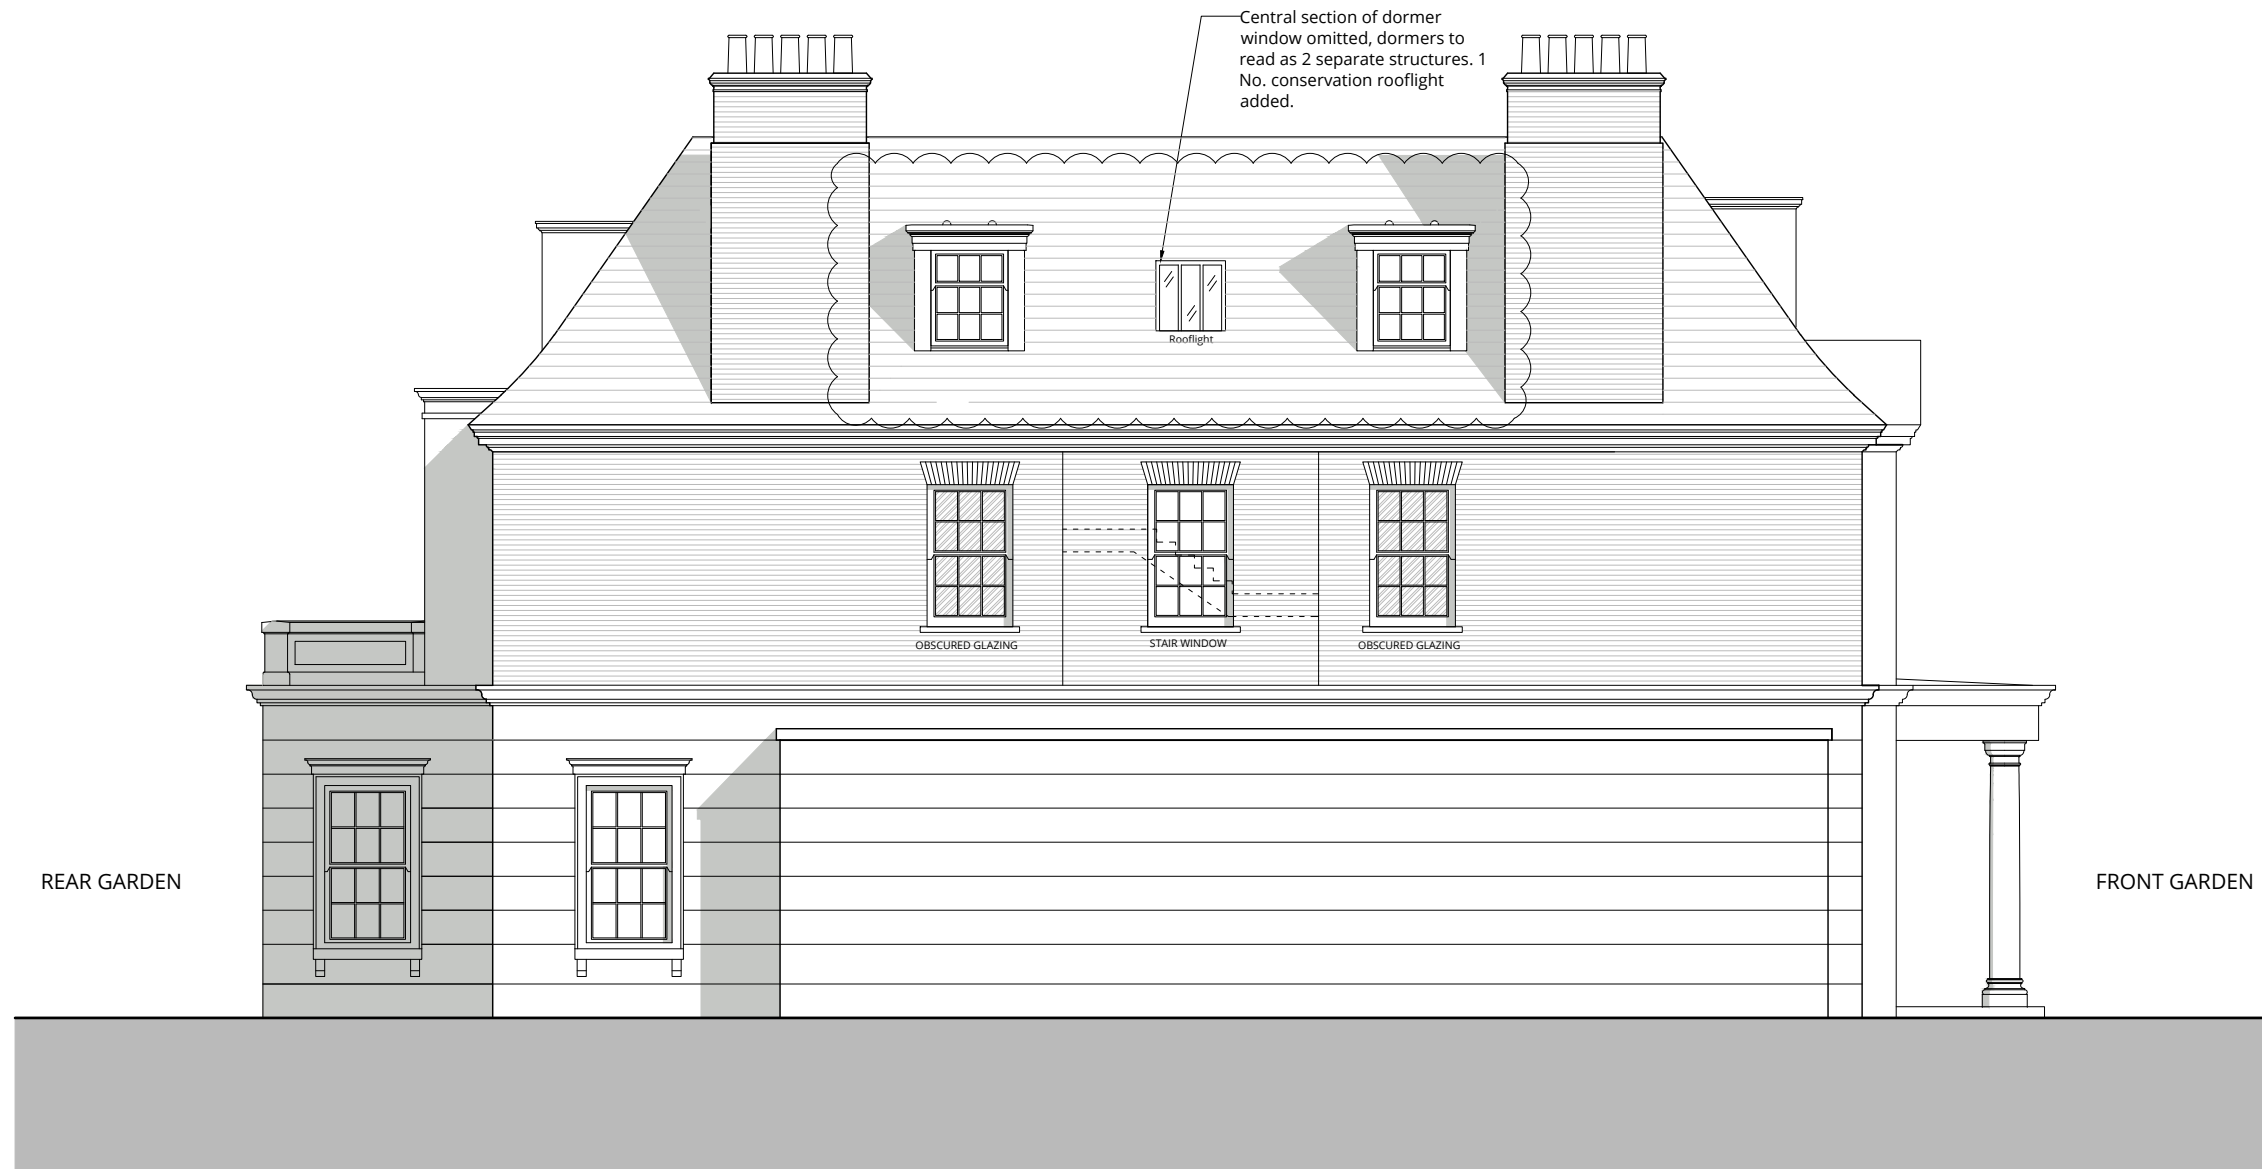 Central section of dormer
window omitted, dormers to
read as 2 separate structures. 1
No. conservation rooflight
added.
Rooflight
OBSCURED GLAZING
STAIR WINDOW
OBSCURED GLAZING
REAR GARDEN
FRONT GARDEN